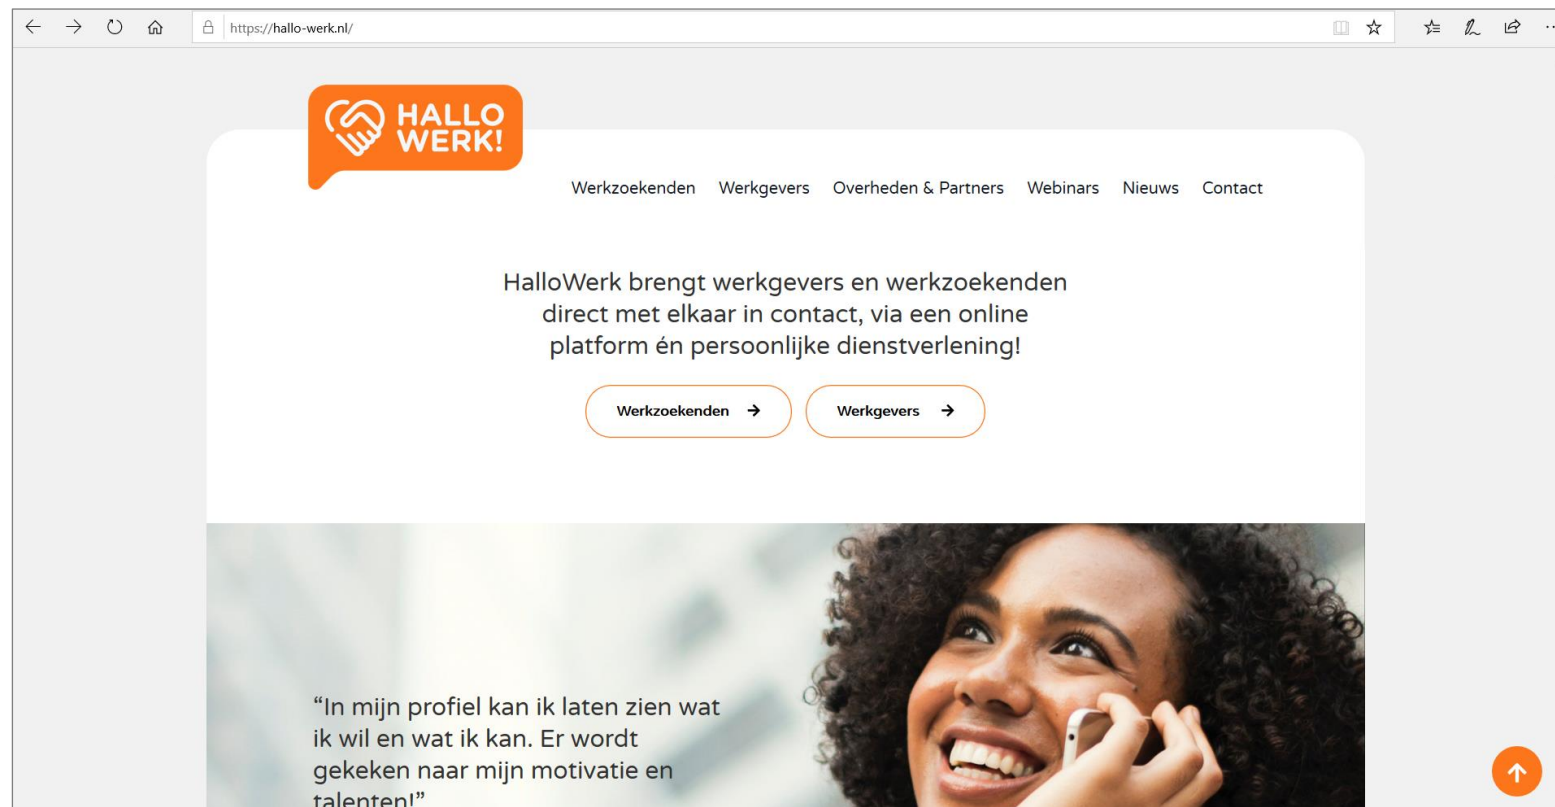 https://hallo-werk.nl/
HALLO
WERK!
Werkzoekenden Werkgevers Overheden & Partners Webinars Nieuws Contact
HalloWerk brengt werkgevers en werkzoekenden
direct met elkaar in contact, via een online
platform én persoonlijke dienstverlening!
Werkzoekenden → Werkgevers →
“In mijn profiel kan ik laten zien wat
ik wil en wat ik kan. Er wordt
gekeken naar mijn motivatie en
talenten!”